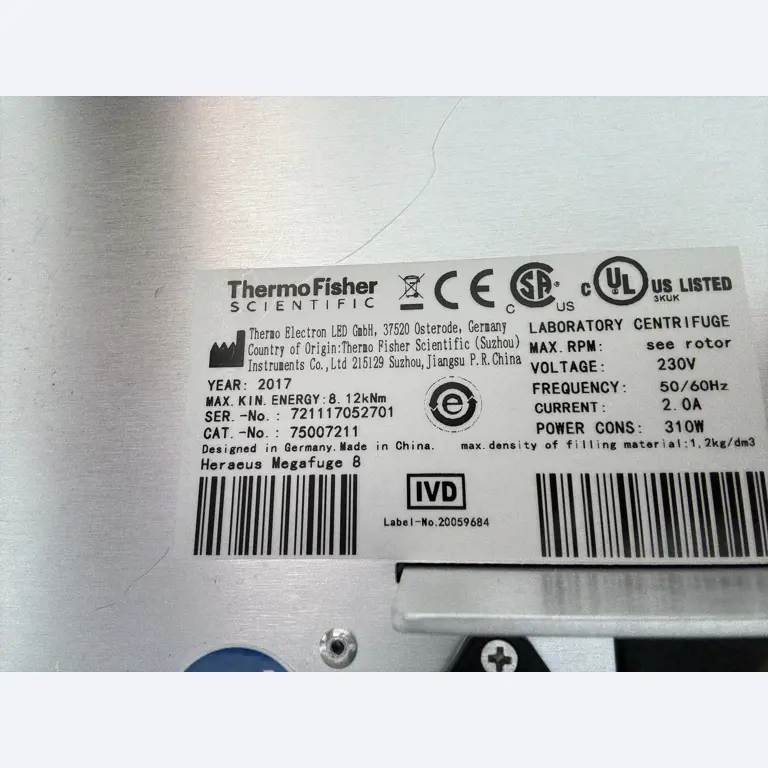 ThermoFisher
SCIENTIFIC
CE
C SA® US
C UL US LISTED
3KUK
Thermo Electron LED GmbH, 37520 Osterode, Germany
Country of Origin:Thermo Fisher Scientific (Suzhou)
Instruments Co.,Ltd 215129 Suzhou,Jiangsu P.R.China
LABORATORY CENTRIFUGE
MAX.RPM: see rotor
VOLTAGE: 230V
FREQUENCY: 50/60Hz
CURRENT: 2.0A
POWER CONS: 310W
YEAR: 2017
MAX.KIN.ENERGY:8.12kNm
SER.-No.: 721117052701
CAT.-No.: 75007211
e
Designed in Germany.Made in China. max.density of filling material:1,2kg/dm3
Heraeus Megafuge 8
IVD
Label-No.20059684